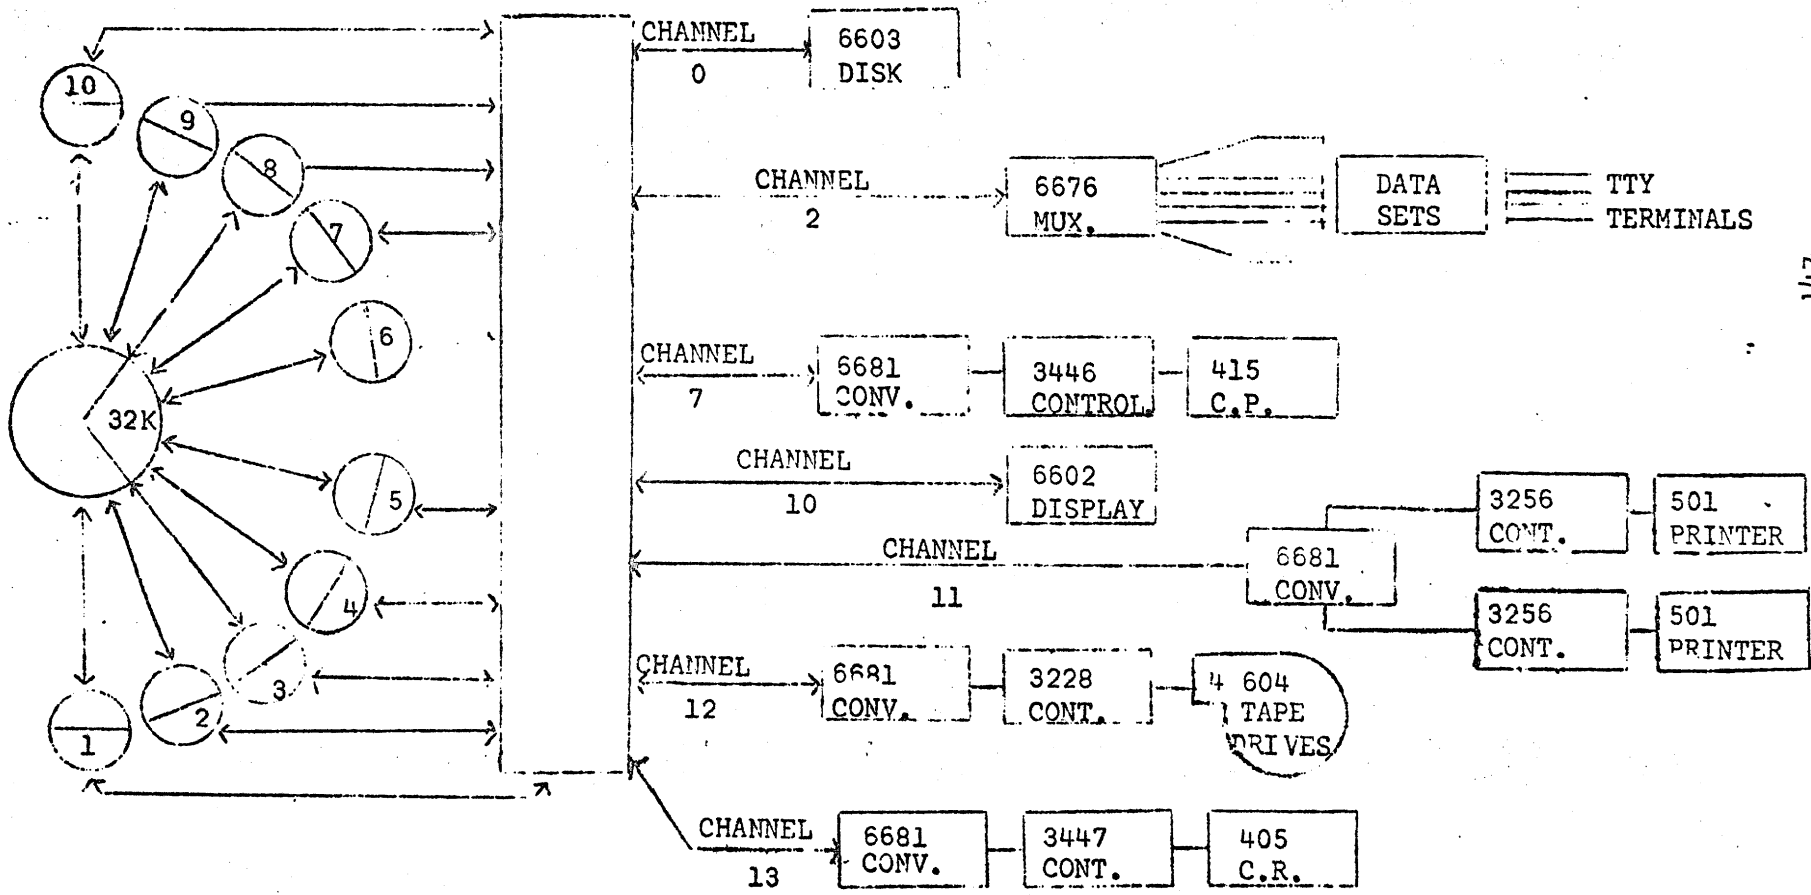 10
9
8
7
6
32K
5
4
3
2
1
CHANNEL
0
6603
DISK
CHANNEL
2
6676
MUX.
DATA
SETS
TTY
TERMINALS
CHANNEL
7
6681
CONV.
3446
CONTROL
415
C.P.
CHANNEL
10
6602
DISPLAY
CHANNEL
11
6681
CONV.
3256
CONT.
501
PRINTER
3256
CONT.
501
PRINTER
CHANNEL
12
6681
CONV.
3228
CONT.
4 604
TAPE
DRIVES
CHANNEL
13
6681
CONV.
3447
CONT.
405
C.R.